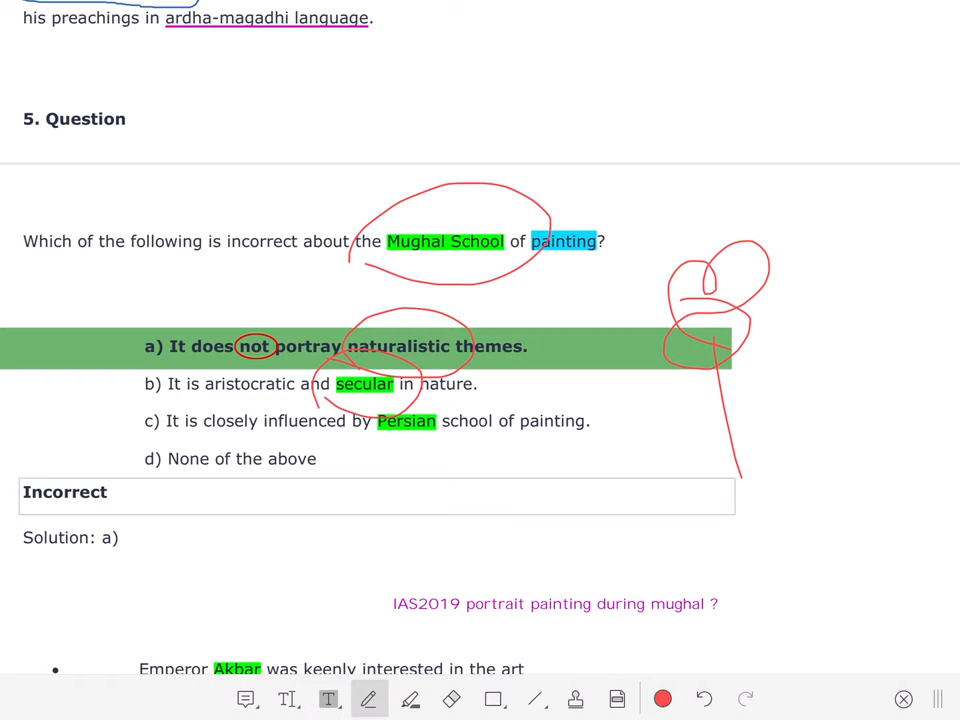 his preachings in ardha-magadhi language.
5. Question
Which of the following is incorrect about the Mughal School of painting?
a) It does not portray naturalistic themes.
b) It is aristocratic and secular in nature.
c) It is closely influenced by Persian school of painting.
d) None of the above
Incorrect
Solution: a)
IAS2019 portrait painting during mughal ?
• Emperor Akbar was keenly interested in the art